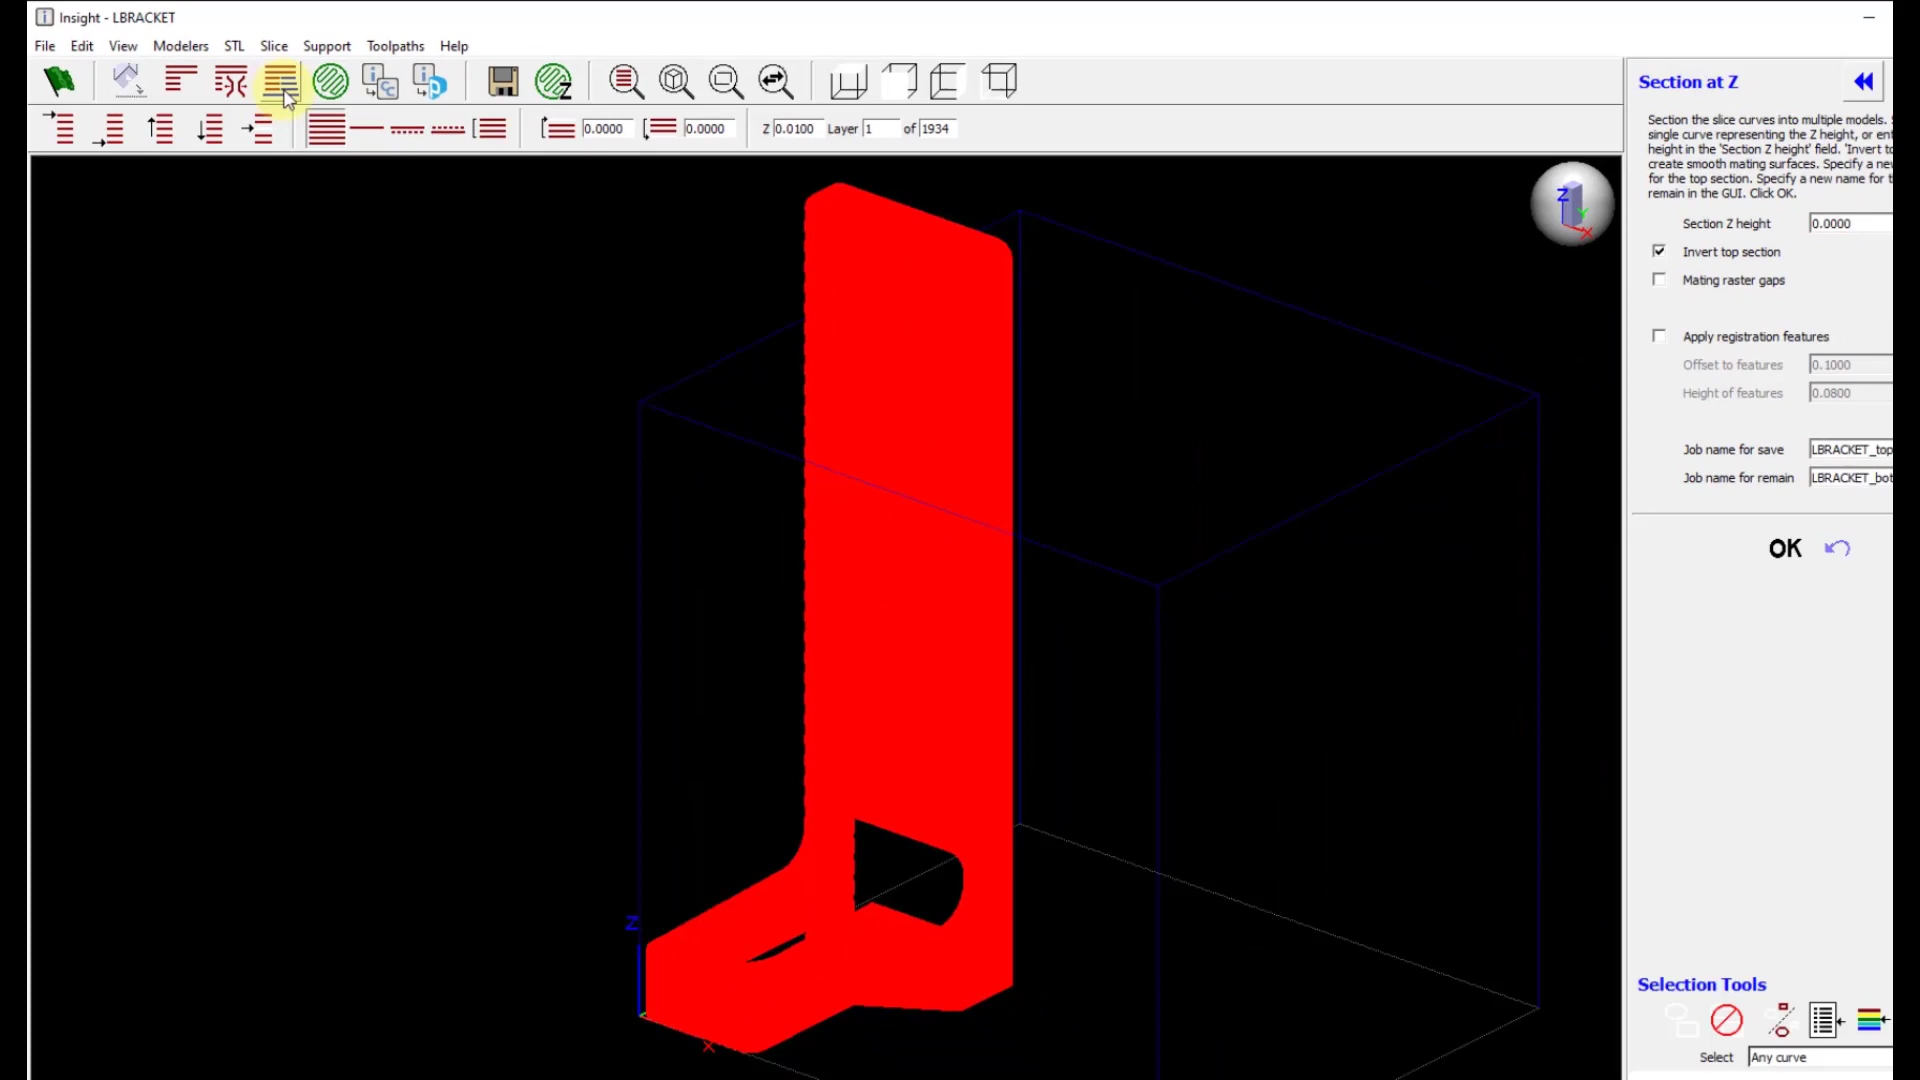 Insight - LBRACKET
File Edit View Modelers STL Slice Support Toolpaths Help
0.0000 0.0000 Z 0.0100 Layer 1 of 1934
Section at Z
Section the slice curves into multiple models.
single curve representing the Z height, or ent
height in the 'Section Z height' field. 'Invert to
create smooth mating surfaces. Specify a new
for the top section. Specify a new name for t
remain in the GUI. Click OK.
Section Z height 0.0000
Invert top section
Mating raster gaps
Apply registration features
Offset to features 0.1000
Height of features 0.0800
Job name for save LBRACKET_top
Job name for remain LBRACKET_bot
OK
Z
Y
X
Z
X
Selection Tools
Select Any curve